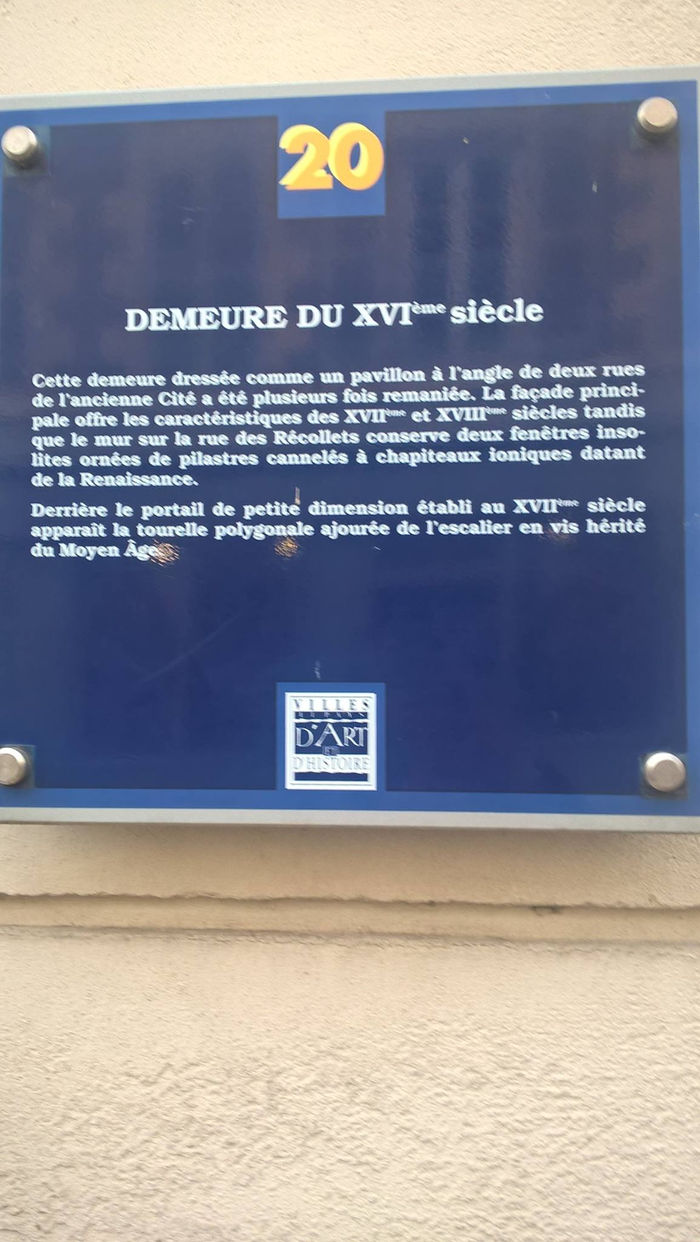 20
DEMEURE DU XVIème siècle
Cette demeure dressée comme un pavillon à l'angle de deux rues
de l'ancienne Cité a été plusieurs fois remaniée. La façade princi-
pale offre les caractéristiques des XVIIème et XVIIIème siècles tandis
que le mur sur la rue des Récollets conserve deux fenêtres inso-
lites ornées de pilastres cannelés à chapiteaux ioniques datant
de la Renaissance.
Derrière le portail de petite dimension établi au XVIIème siècle
apparaît la tourelle polygonale ajourée de l'escalier en vis hérité
du Moyen Âge.
VILLES
D'ART
ET
D'HISTOIRE